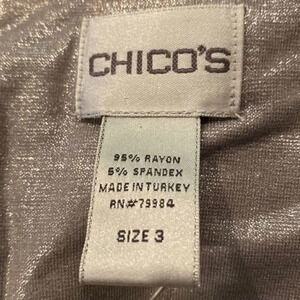 CHICO'S
95% RAYON
5% SPANDEX
MADE IN TURKEY
RN#79984
SIZE 3